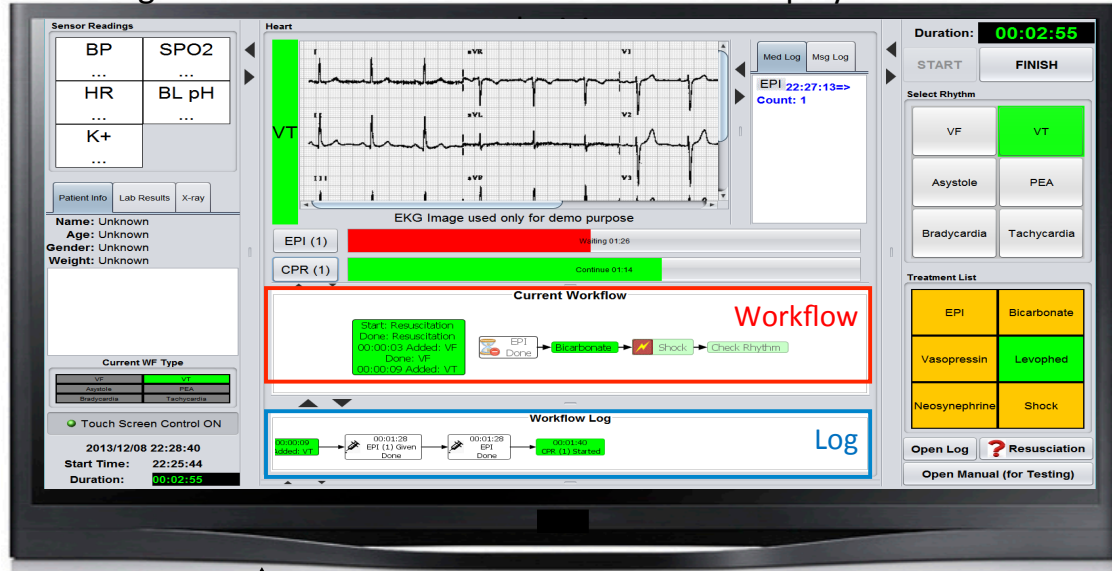 Sensor Readings
BP
...
SPO2
...
HR
...
BL pH
...
K+
...
Patient Info
Lab Results
X-ray
Name: Unknown
Age: Unknown
Gender: Unknown
Weight: Unknown
Current WF Type
VF
VT
Asystole
PEA
Bradycardia
Tachycardia
Touch Screen Control ON
2013/12/08 22:28:40
Start Time: 22:25:44
Duration: 00:02:55
Heart
VT
I
aVR
V1
II
aVL
V2
III
aVF
V3
EKG Image used only for demo purpose
Med Log
Msg Log
EPI 22:27:13=>
Count: 1
EPI (1)
Waiting 01:26
CPR (1)
Continue 01:14
Current Workflow
Workflow
Start: Resuscitation
Done: Resuscitation
00:00:03 Added: VF
Done: VF
00:00:09 Added: VT
EPI
Done
Bicarbonate
Shock
Check Rhythm
Workflow Log
Log
00:00:09
Added: VT
00:01:28
EPI (1) Given
Done
00:01:28
EPI
Done
00:01:40
CPR (1) Started
Duration: 00:02:55
START
FINISH
Select Rhythm
VF
VT
Asystole
PEA
Bradycardia
Tachycardia
Treatment List
EPI
Bicarbonate
Vasopressin
Levophed
Neosynephrine
Shock
Open Log
? Resusciation
Open Manual (for Testing)